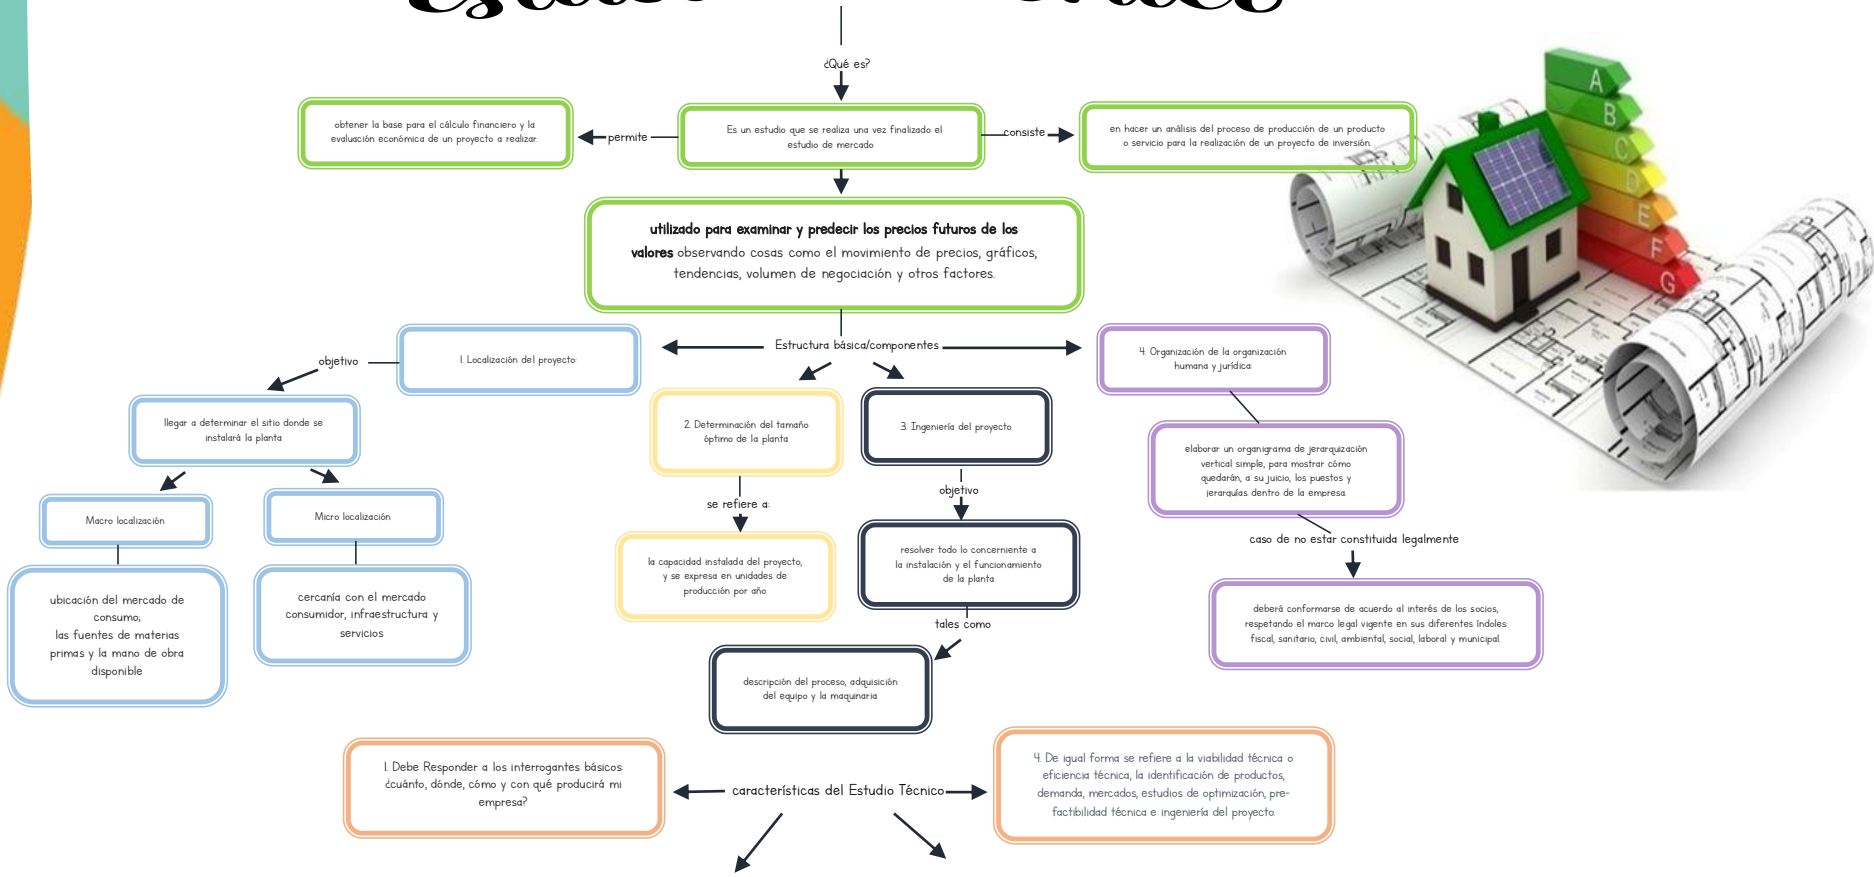 ¿Qué es?
obtener la base para el cálculo financiero y la
evaluación económica de un proyecto a realizar.
permite
Es un estudio que se realiza una vez finalizado el
estudio de mercado
consiste
en hacer un análisis del proceso de producción de un producto
o servicio para la realización de un proyecto de inversión.
utilizado para examinar y predecir los precios futuros de los
valores observando cosas como el movimiento de precios, gráficos,
tendencias, volumen de negociación y otros factores.
A
B
C
D
E
F
G
Estructura básica/componentes
objetivo
1. Localización del proyecto:
4. Organización de la organización
humana y jurídica:
llegar a determinar el sitio donde se
instalará la planta
2. Determinación del tamaño
óptimo de la planta
3. Ingeniería del proyecto
elaborar un organigrama de jerarquización
vertical simple, para mostrar cómo
quedarán, a su juicio, los puestos y
jerarquías dentro de la empresa.
Macro localización
Micro localización
se refiere a:
objetivo
caso de no estar constituida legalmente
ubicación del mercado de
consumo;
las fuentes de materias
primas y la mano de obra
disponible
cercanía con el mercado
consumidor, infraestructura y
servicios
la capacidad instalada del proyecto,
y se expresa en unidades de
producción por año
resolver todo lo concerniente a
la instalación y el funcionamiento
de la planta
deberá conformarse de acuerdo al interés de los socios,
respetando el marco legal vigente en sus diferentes índoles
fiscal, sanitario, civil, ambiental, social, laboral y municipal.
tales como
descripción del proceso, adquisición
del equipo y la maquinaria
características del Estudio Técnico
1. Debe Responder a los interrogantes básicos:
¿cuánto, dónde, cómo y con qué producirá mi
empresa?
4. De igual forma se refiere a la viabilidad técnica o
eficiencia técnica, la identificación de productos,
demanda, mercados, estudios de optimización, pre-
factibilidad técnica e ingeniería del proyecto.